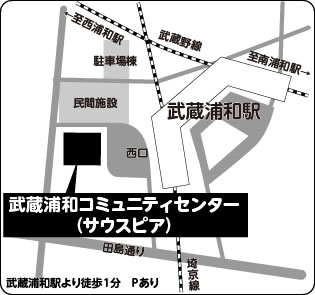 至西浦和駅
武蔵野線
至南浦和駅
駐車場棟
民間施設
武蔵浦和駅
西口
武蔵浦和コミュニティセンター
(サウスピア)
田島通り
埼京線
武蔵浦和駅より徒歩1分 Pあり